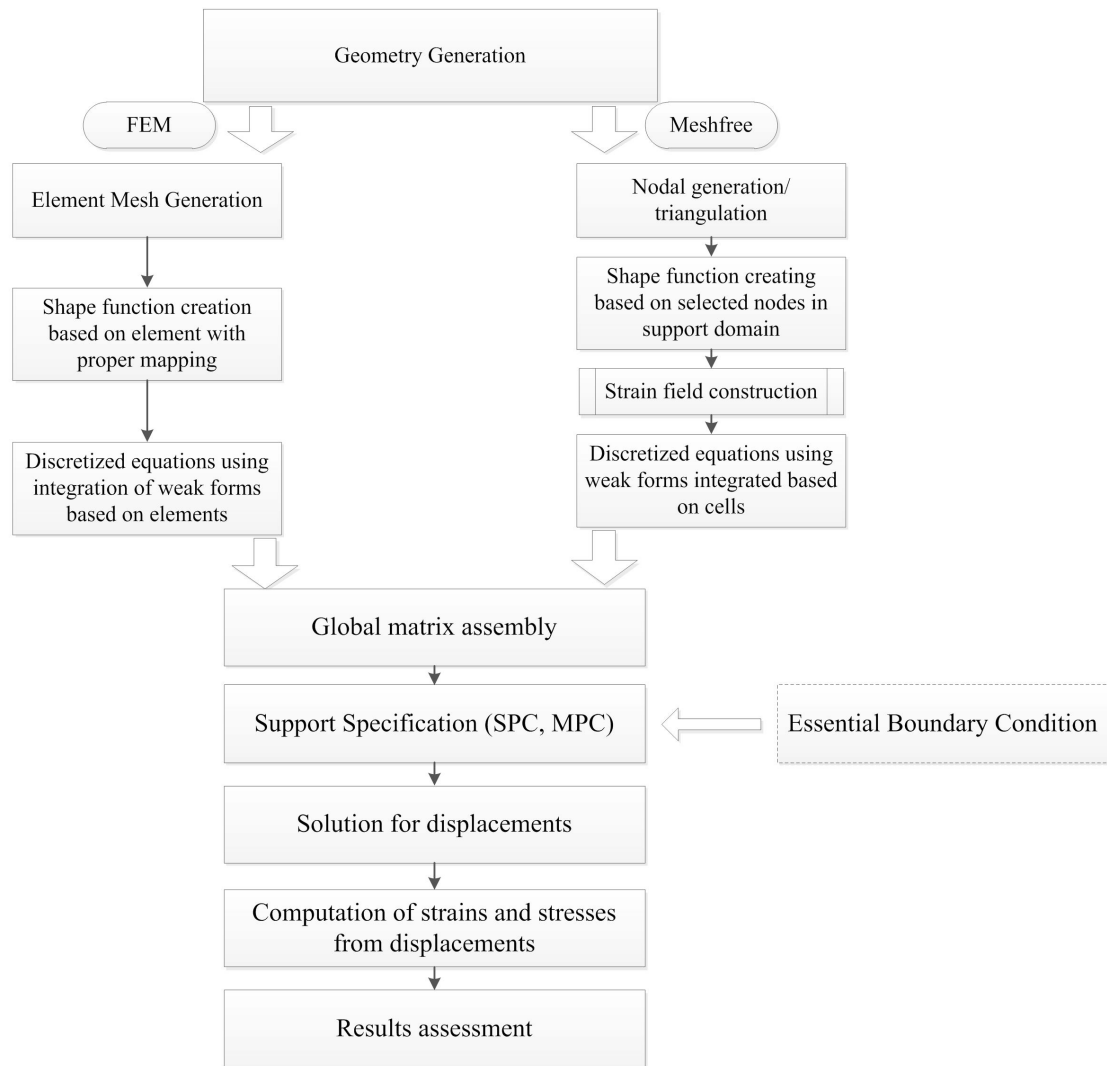 Geometry Generation
FEM
Meshfree
Element Mesh Generation
Nodal generation/
triangulation
Shape function creation
based on element with
proper mapping
Shape function creating
based on selected nodes in
support domain
Strain field construction
Discretized equations using
integration of weak forms
based on elements
Discretized equations using
weak forms integrated based
on cells
Global matrix assembly
Support Specification (SPC, MPC)
Essential Boundary Condition
Solution for displacements
Computation of strains and stresses
from displacements
Results assessment